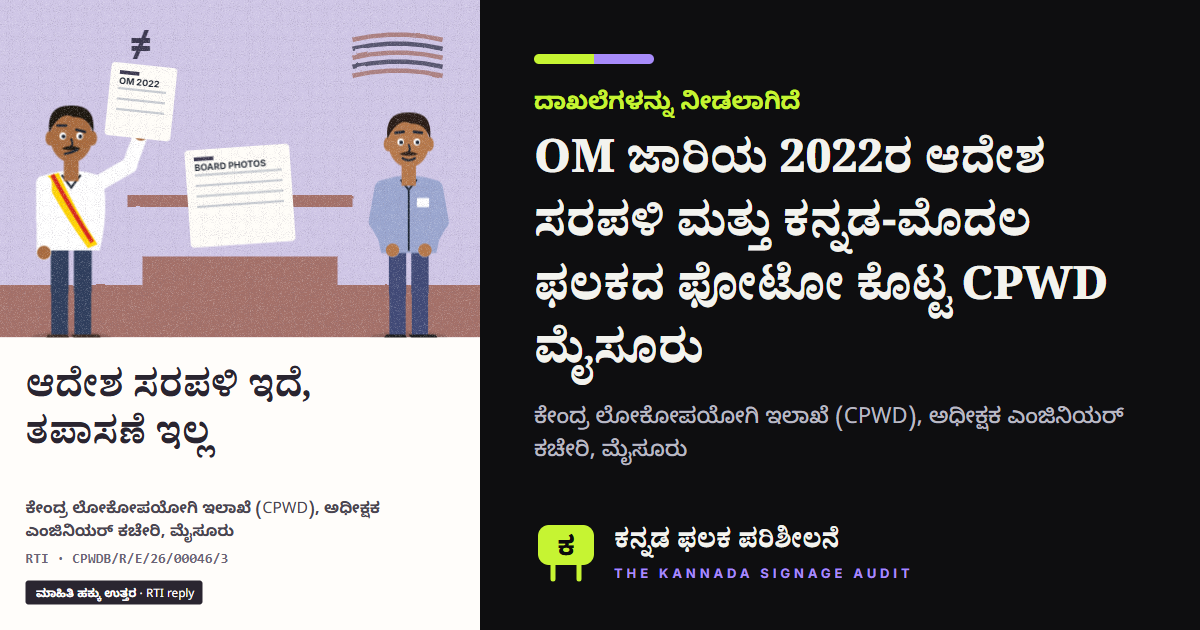 ≠
OM 2022
BOARD PHOTOS
ಆದೇಶ ಸರಪಳಿ ಇದೆ,
ತಪಾಸಣೆ ಇಲ್ಲ
ಕೇಂದ್ರ ಲೋಕೋಪಯೋಗಿ ಇಲಾಖೆ (CPWD), ಅಧೀಕ್ಷಕ
ಎಂಜಿನಿಯರ್ ಕಚೇರಿ, ಮೈಸೂರು
RTI · CPWDB/R/E/26/00046/3
ಮಾಹಿತಿ ಹಕ್ಕು ಉತ್ತರ · RTI reply
ದಾಖಲೆಗಳನ್ನು ನೀಡಲಾಗಿದೆ
OM ಜಾರಿಯ 2022ರ ಆದೇಶ
ಸರಪಳಿ ಮತ್ತು ಕನ್ನಡ-ಮೊದಲ
ಫಲಕದ ಫೋಟೋ ಕೊಟ್ಟ CPWD
ಮೈಸೂರು
ಕೇಂದ್ರ ಲೋಕೋಪಯೋಗಿ ಇಲಾಖೆ (CPWD), ಅಧೀಕ್ಷಕ ಎಂಜಿನಿಯರ್
ಕಚೇರಿ, ಮೈಸೂರು
ಕ
ಕನ್ನಡ ಫಲಕ ಪರಿಶೀಲನೆ
THE KANNADA SIGNAGE AUDIT